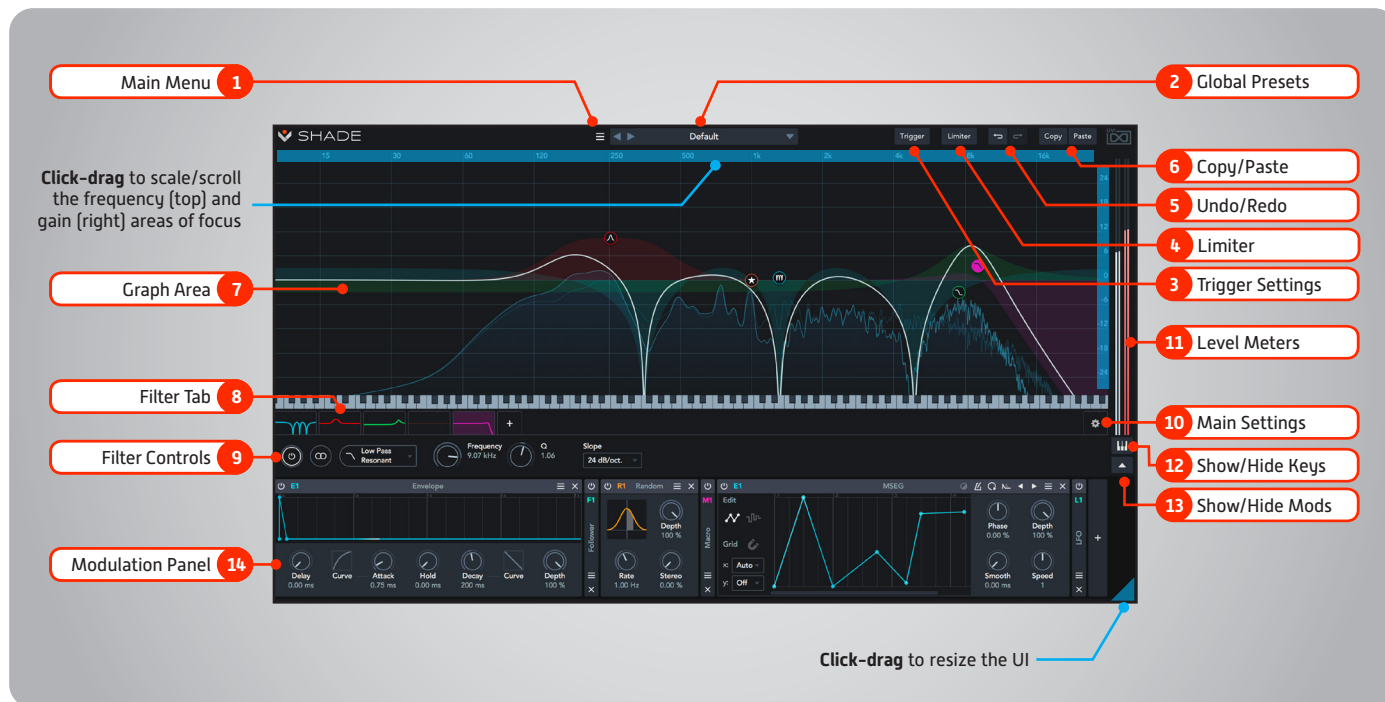 Main Menu 1
2 Global Presets
SHADE
Default
Trigger Limiter Copy Paste
15 30 60 120 250 500 1k 2k 4k 8k 16k
Click-drag to scale/scroll
the frequency (top) and
gain (right) areas of focus
6 Copy/Paste
5 Undo/Redo
4 Limiter
3 Trigger Settings
24
18
12
6
0
-6
-12
-18
-24
Graph Area 7
11 Level Meters
Filter Tab 8
+
10 Main Settings
Filter Controls 9
Low Pass
Resonant
Frequency
9.07 kHz
Q
1.06
Slope
24 dB/oct.
12 Show/Hide Keys
13 Show/Hide Mods
E1 Envelope
F1
Follower
R1 Random
M1
Macro
E1 MSEG
L1
LFO
+
Depth
100 %
Edit
Grid
x: Auto
y: Off
Phase
0.00 %
Depth
100 %
Modulation Panel 14
Delay
0.00 ms
Curve
Attack
0.75 ms
Hold
0.00 ms
Decay
200 ms
Curve
Depth
100 %
Rate
1.00 Hz
Stereo
0.00 %
Smooth
0.00 ms
Speed
1
Click-drag to resize the UI